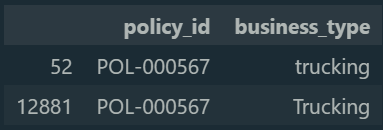 policy_id business_type
52 POL-000567 trucking
12881 POL-000567 Trucking